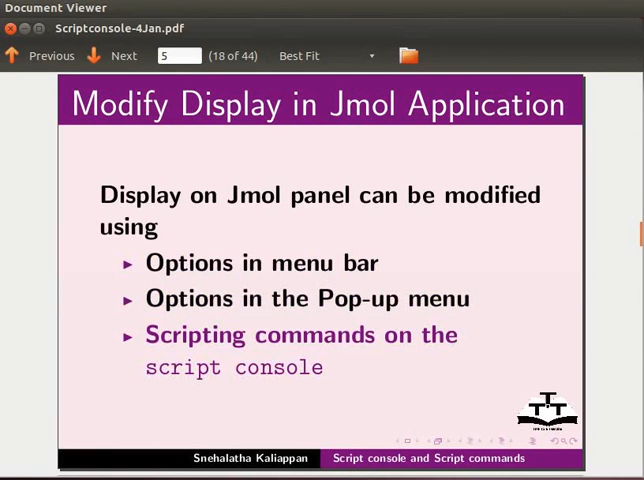 Document Viewer
Scriptconsole-4Jan.pdf
Previous Next 5 (18 of 44) Best Fit
Modify Display in Jmol Application
Display on Jmol panel can be modified
using
Options in menu bar
Options in the Pop-up menu
Scripting commands on the
script console
Snehalatha Kaliappan Script console and Script commands